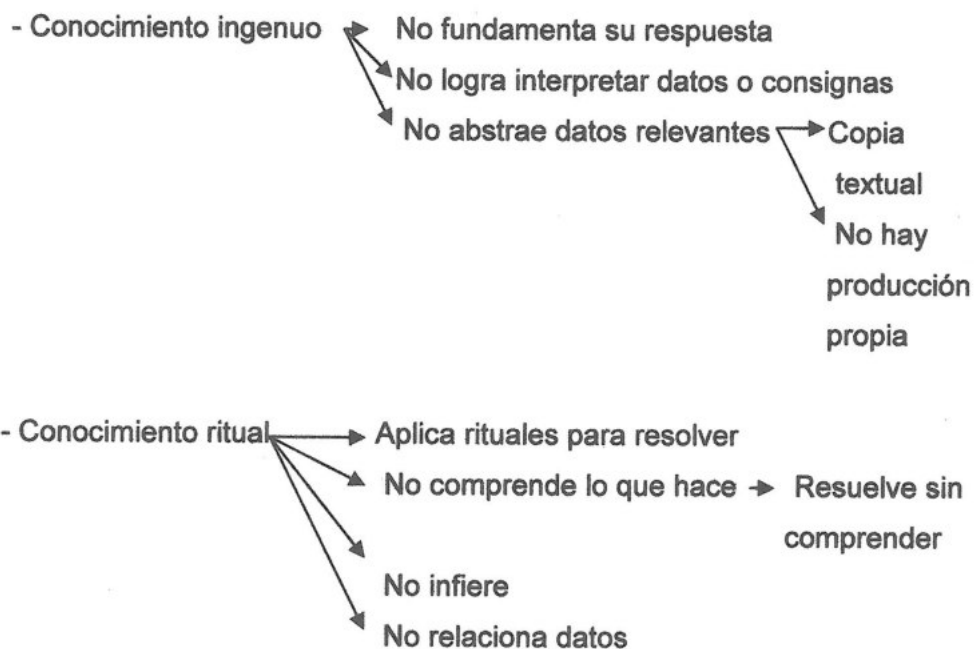 - Conocimiento ingenuo No fundamenta su respuesta
No logra interpretar datos o consignas
No abstrae datos relevantes Copia
textual
No hay
producción
propia
- Conocimiento ritual Aplica rituales para resolver
No comprende lo que hace Resuelve sin
comprender
No infiere
No relaciona datos